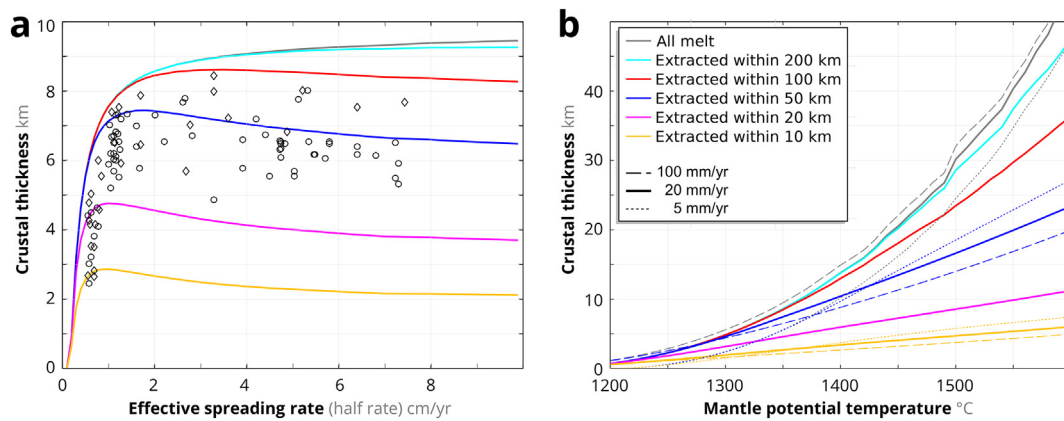 a
10
8
6
4
2
0
Crustal thickness km
0 2 4 6 8
Effective spreading rate (half rate) cm/yr
b
All melt
Extracted within 200 km
Extracted within 100 km
Extracted within 50 km
Extracted within 20 km
Extracted within 10 km
100 mm/yr
20 mm/yr
5 mm/yr
40
30
20
10
0
Crustal thickness km
1200 1300 1400 1500
Mantle potential temperature °C